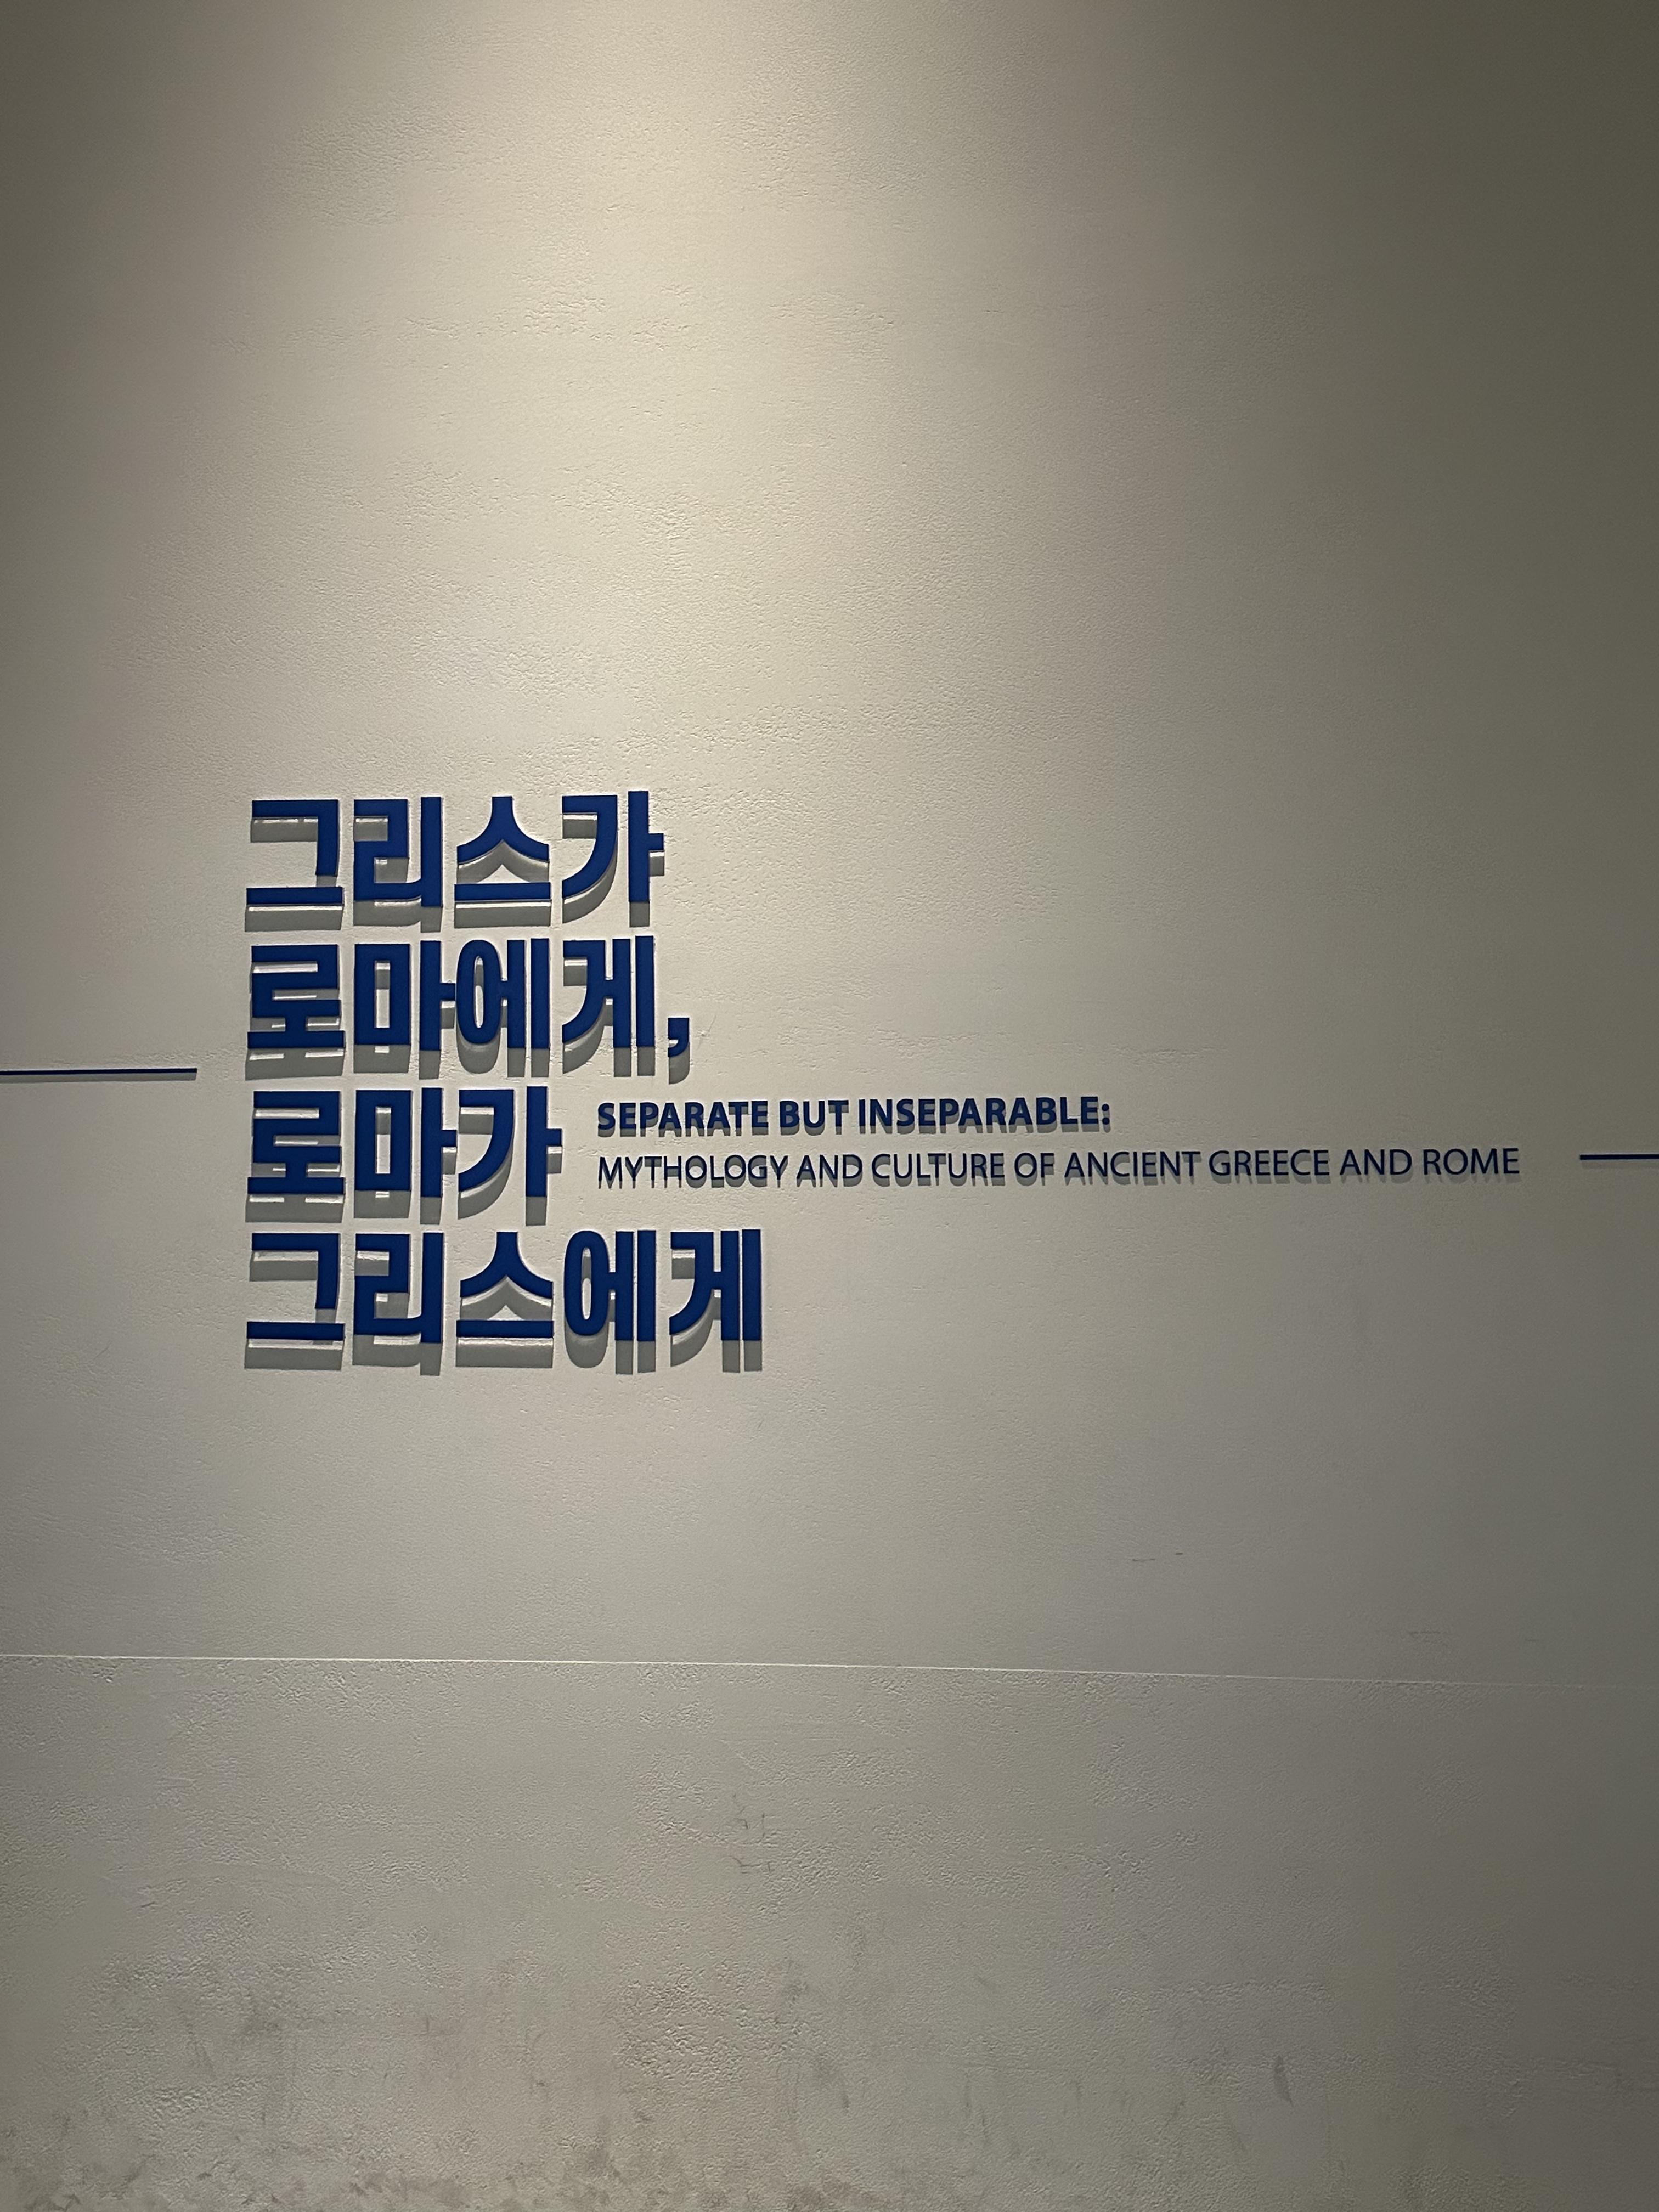 그리스가
로마에게,
로마가
그리스에게
SEPARATE BUT INSEPARABLE:
MYTHOLOGY AND CULTURE OF ANCIENT GREECE AND ROME